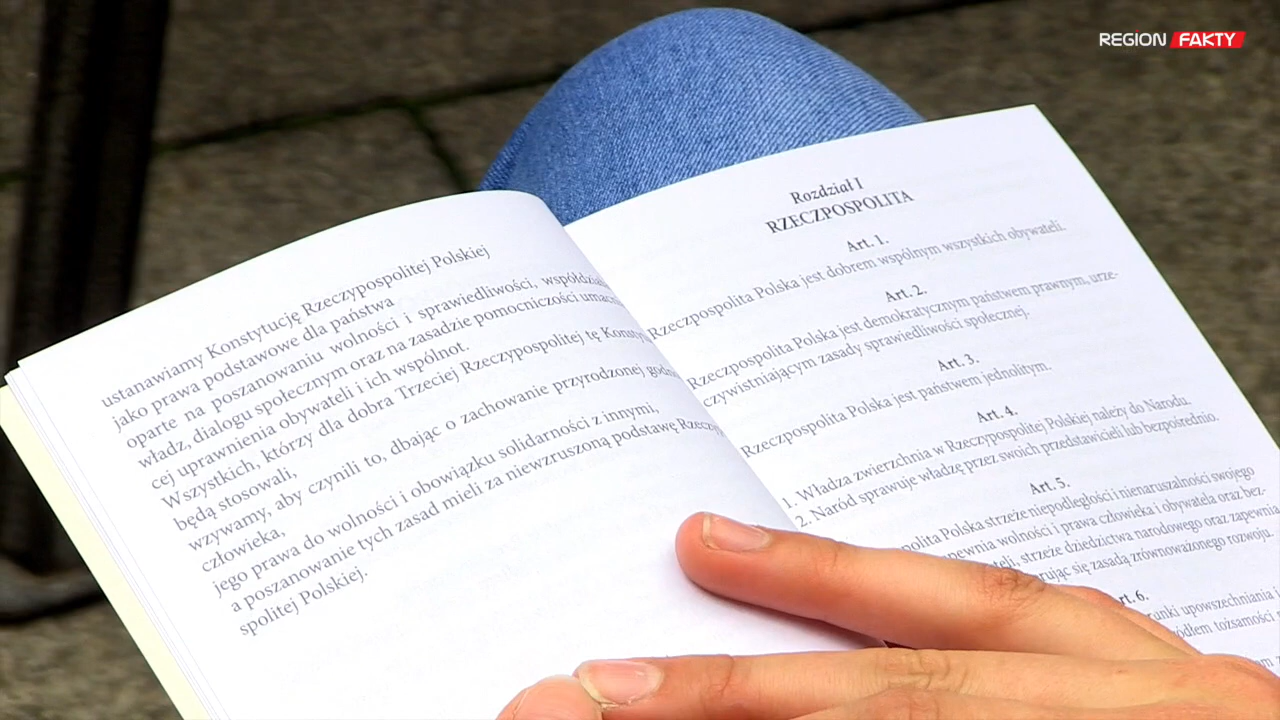 REGION FAKTY
ustanawiamy Konstytucję Rzeczypospolitej Polskiej
jako prawa podstawowe dla państwa
oparte na poszanowaniu wolności i sprawiedliwości,
władz, dialogu społecznym oraz na zasadzie pomocniczości
cej uprawnienia obywateli i ich wspólnot.
Wszystkich, którzy dla dobra Trzeciej Rzeczypospolitej tę
będą stosowali,
wzywamy, aby czynili to, dbając o zachowanie przyrodzonej
człowieka,
jego prawa do wolności i obowiązku solidarności z innymi,
a poszanowanie tych zasad mieli za niewzruszoną podstawę
spolitej Polskiej.
Rozdział I
RZECZPOSPOLITA
Art. 1.
Rzeczpospolita Polska jest dobrem wspólnym wszystkich obywateli.
Art. 2.
Rzeczpospolita Polska jest demokratycznym państwem prawnym, urze-
czywistniającym zasady sprawiedliwości społecznej.
Art. 3.
Rzeczpospolita Polska jest państwem jednolitym.
Art. 4.
1. Władza zwierzchnia w Rzeczypospolitej Polskiej należy do Narodu.
2. Naród sprawuje władzę przez swoich przedstawicieli lub bezpośrednio.
Art. 5.
Polska strzeże niepodległości i nienaruszalności swojego
wolności i prawa człowieka i obywatela oraz bez-
strzeże dziedzictwa narodowego oraz zapewnia
się zasadą zrównoważonego rozwoju.
Art. 6.
upowszechniania i
tożsamości